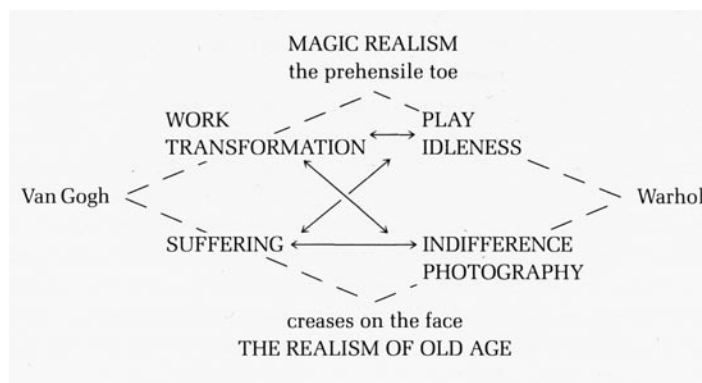 MAGIC REALISM
the prehensile toe
WORK PLAY
TRANSFORMATION IDLENESS
Van Gogh Warhol
SUFFERING INDIFFERENCE
PHOTOGRAPHY
creases on the face
THE REALISM OF OLD AGE